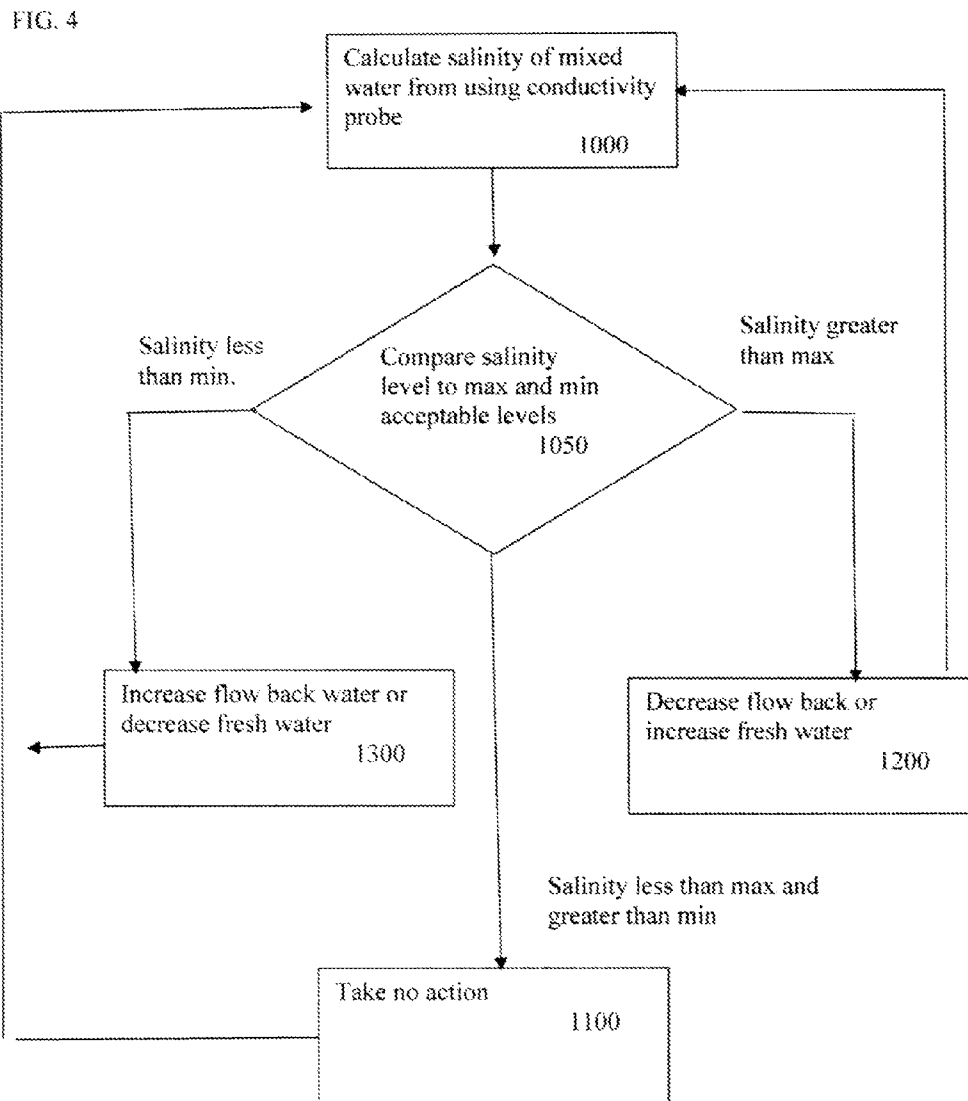 FIG. 4
Calculate salinity of mixed
water from using conductivity
probe
1000
Salinity less
than min.
Compare salinity
level to max and min
acceptable levels
1050
Salinity greater
than max
Increase flow back water or
decrease fresh water
1300
Decrease flow back or
increase fresh water
1200
Salinity less than max and
greater than min
Take no action
1100